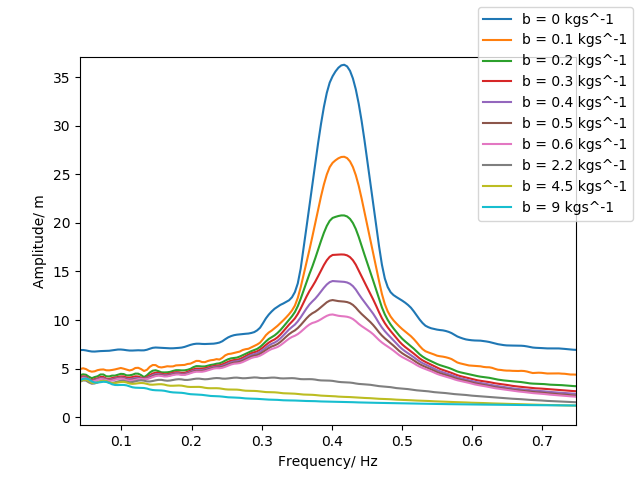 b = 0 kgs^-1
b = 0.1 kgs^-1
b = 0.2 kgs^-1
b = 0.3 kgs^-1
b = 0.4 kgs^-1
b = 0.5 kgs^-1
b = 0.6 kgs^-1
b = 2.2 kgs^-1
b = 4.5 kgs^-1
b = 9 kgs^-1
35
30
25
20
15
10
5
0
Amplitude/ m
0.1 0.2 0.3 0.4 0.5 0.6 0.7
Frequency/ Hz